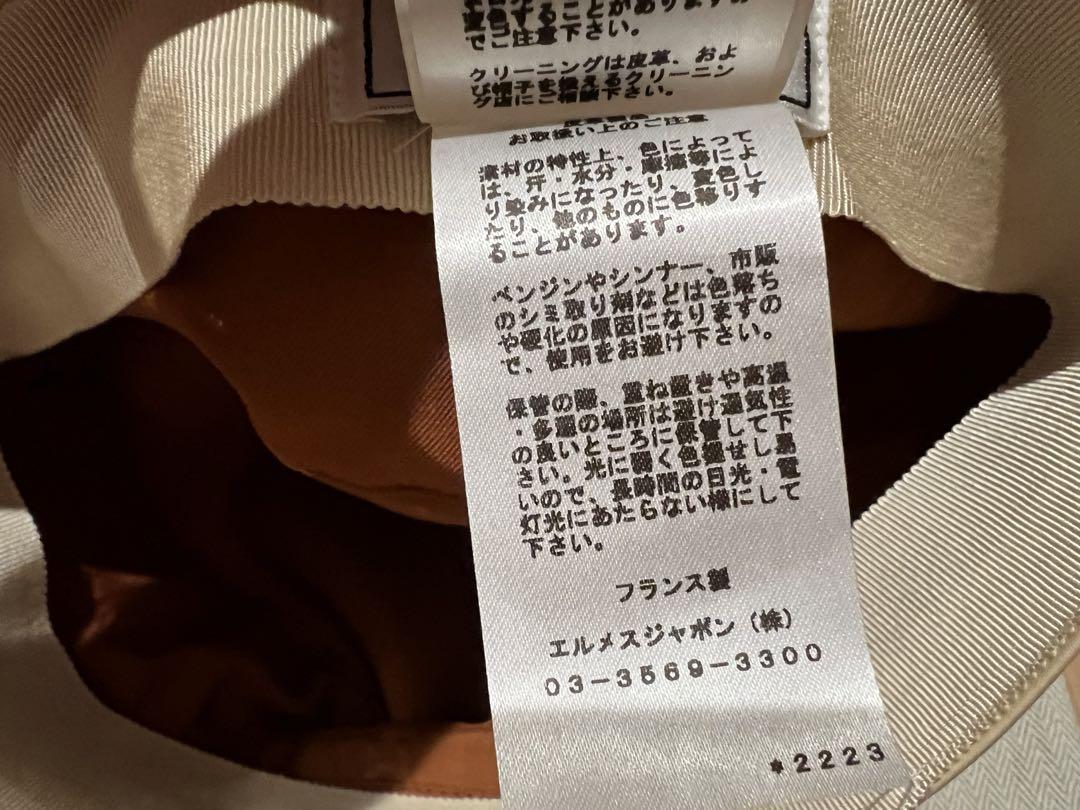 変色することがありますの
でご注意下さい。
クリーニングは皮革、およ
び帽子を扱えるクリーニン
グ店にご相談下さい。
お取扱い上のご注意
素材の特性上、色によって
は、汗・水分・摩擦等によ
り染みになったり、変色し
たり、他のものに色移りす
ることがあります。
ベンジンやシンナー、市販
のシミ取り剤などは色落ち
や硬化の原因になりますの
で、使用をお避け下さい。
保管の際、重ね置きや高温
・多湿の場所は避け通気性
の良いところに保管して下
さい。光に弱く色褪せし易
いので、長時間の日光・電
灯光にあたらない様にして
下さい。
フランス製
エルメスジャポン（株）
03-3569-3300
*2223